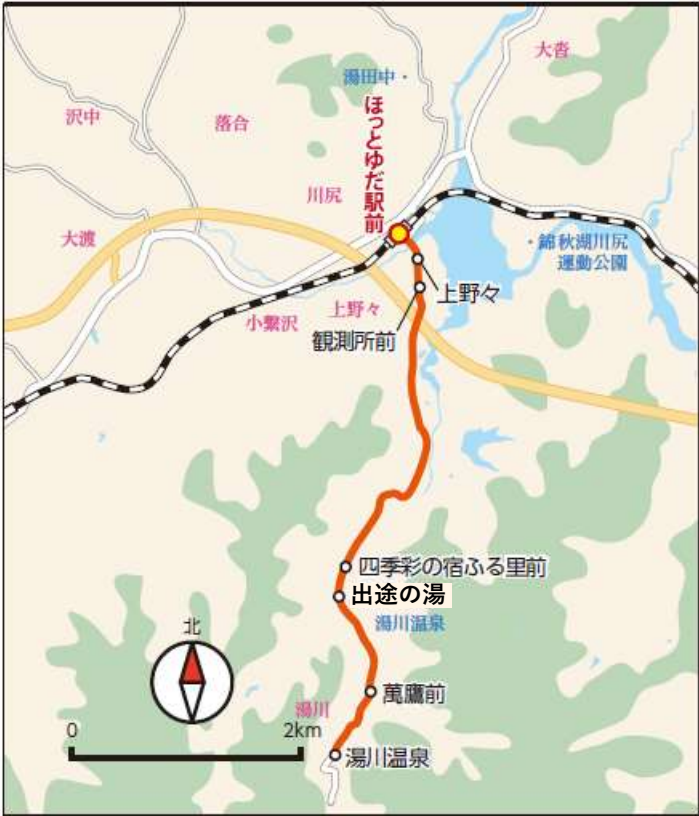 大沓
湯田中・
沢中
落合
ほっとゆだ駅前
川尻
大渡
・錦秋湖川尻
運動公園
上野々
上野々
小繋沢
観測所前
四季彩の宿ふる里前
出途の湯
湯川温泉
北
萬鷹前
湯川
0 2km
湯川温泉